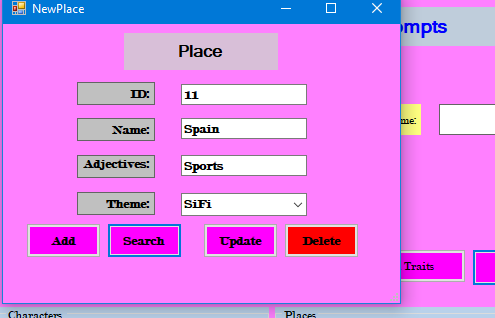 NewPlace
ompts
Place
ID: 11
me:
Name: Spain
Adjectives: Sports
Theme: SiFi
Add Search Update Delete
Traits
Characters Places